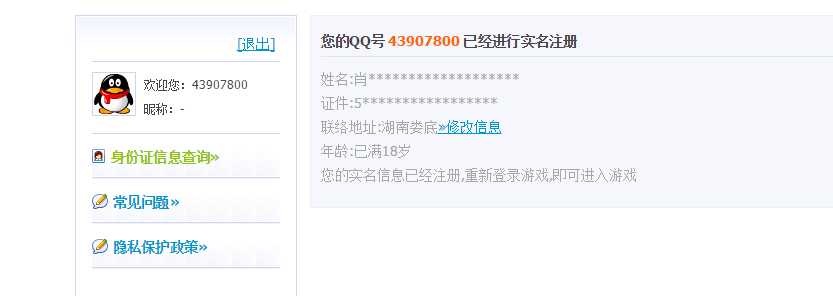 [退出]
欢迎您：43907800
昵称：-
身份证信息查询»
常见问题»
隐私保护政策»
您的QQ号 43907800 已经进行实名注册
姓名:肖*******************
证件:5*****************
联络地址:湖南娄底»修改信息
年龄:已满18岁
您的实名信息已经注册,重新登录游戏,即可进入游戏